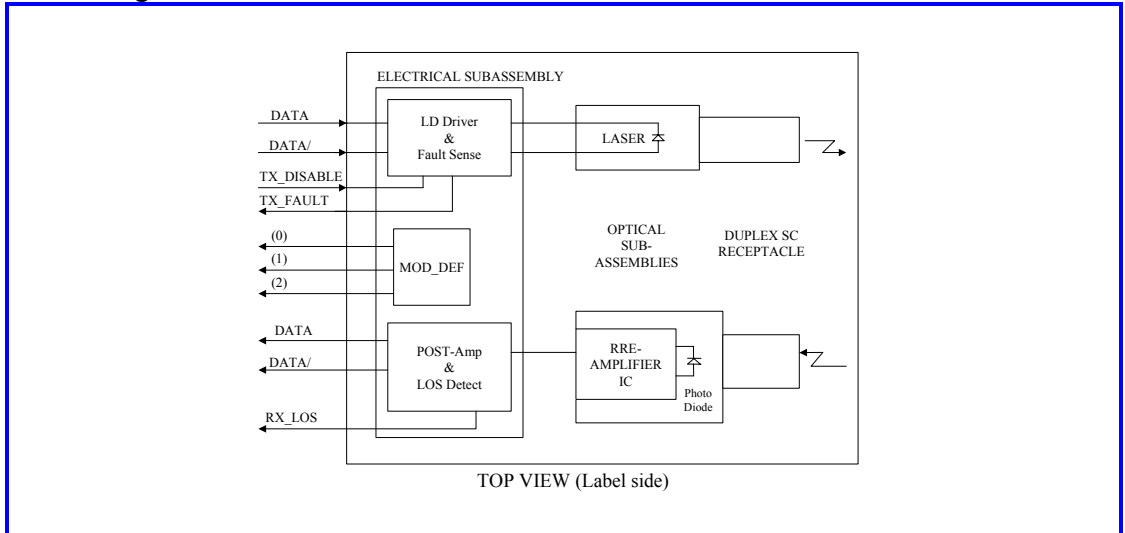 ELECTRICAL SUBASSEMBLY
DATA
DATA/
TX_DISABLE
TX_FAULT
LD Driver
&
Fault Sense
LASER
(0)
(1)
(2)
MOD_DEF
OPTICAL
SUB-
ASSEMBLIES
DUPLEX SC
RECEPTACLE
DATA
DATA/
RX_LOS
POST-Amp
&
LOS Detect
RRE-
AMPLIFIER
IC
Photo
Diode
TOP VIEW (Label side)